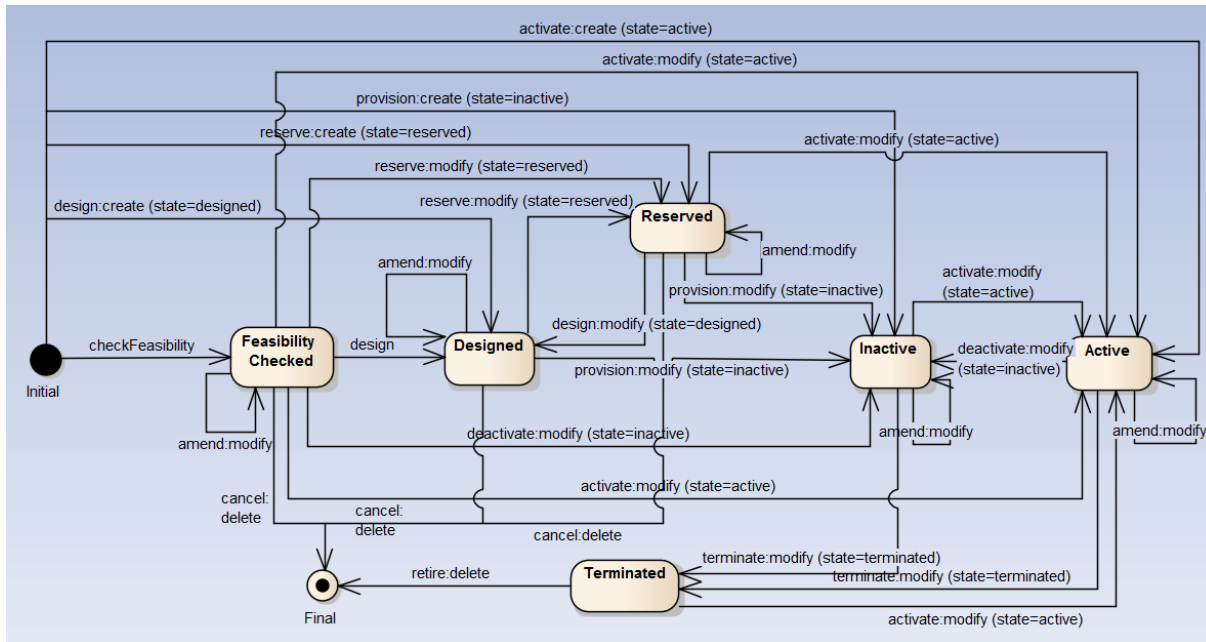 activate:create (state=active)
activate:modify (state=active)
provision:create (state=inactive)
reserve:create (state=reserved)
activate:modify (state=active)
reserve:modify (state=reserved)
design:create (state=designed)
reserve:modify (state=reserved)
Reserved
amend:modify
amend:modify
activate:modify
(state=active)
provision:modify (state=inactive)
design:modify (state=designed)
checkFeasibility
Feasibility
Checked
design
Designed
Inactive
deactivate:modify
(state=inactive)
Active
provision:modify (state=inactive)
Initial
amend:modify
deactivate:modify (state=inactive)
amend:modify
amend:modify
activate:modify (state=active)
cancel:
delete
cancel:
delete
cancel:delete
terminate:modify (state=terminated)
Terminated
terminate:modify (state=terminated)
retire:delete
Final
activate:modify (state=active)